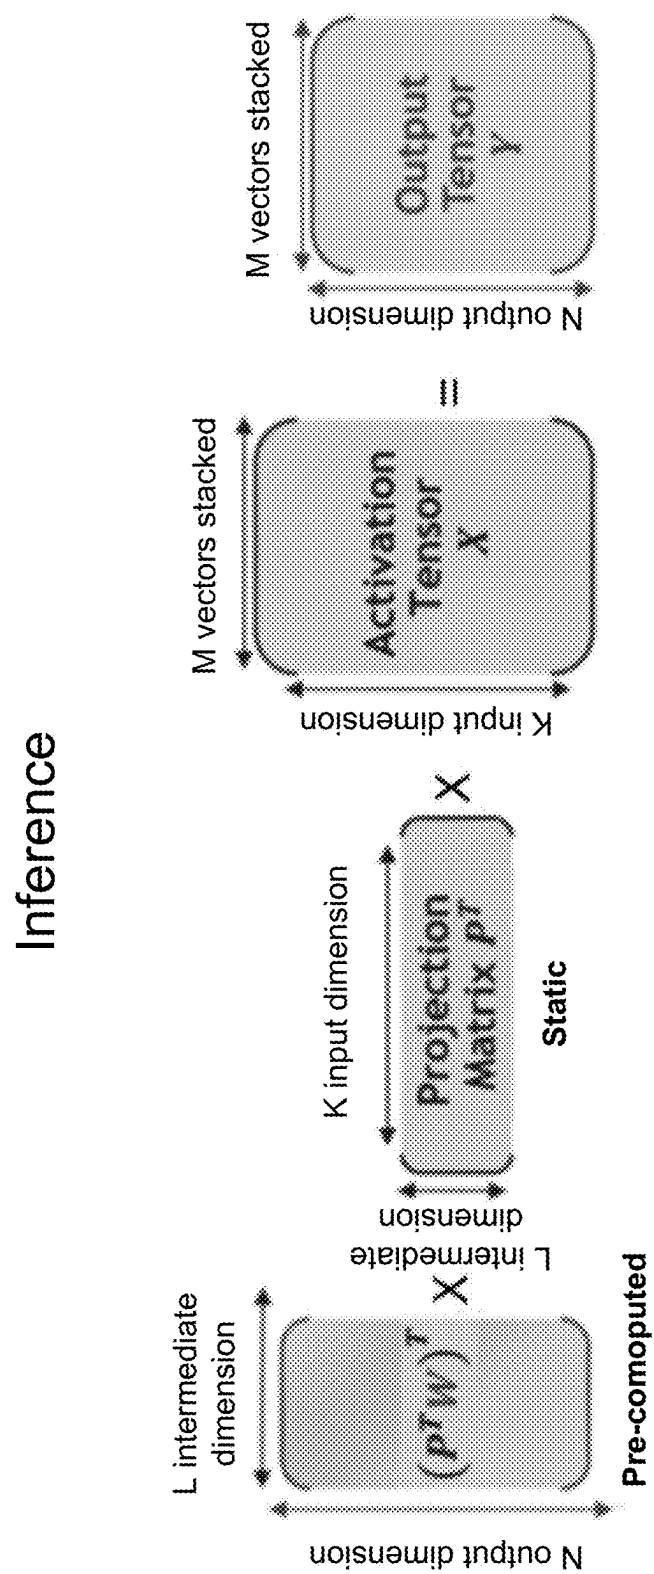 Inference
L intermediate
dimension
N output dimension
(PᵀW)ᵀ
Pre-comoputed
X
K input dimension
L intermediate
dimension
Projection
Matrix Pᵀ
Static
X
M vectors stacked
K input dimension
Activation
Tensor
X
=
M vectors stacked
N output dimension
Output
Tensor
Y